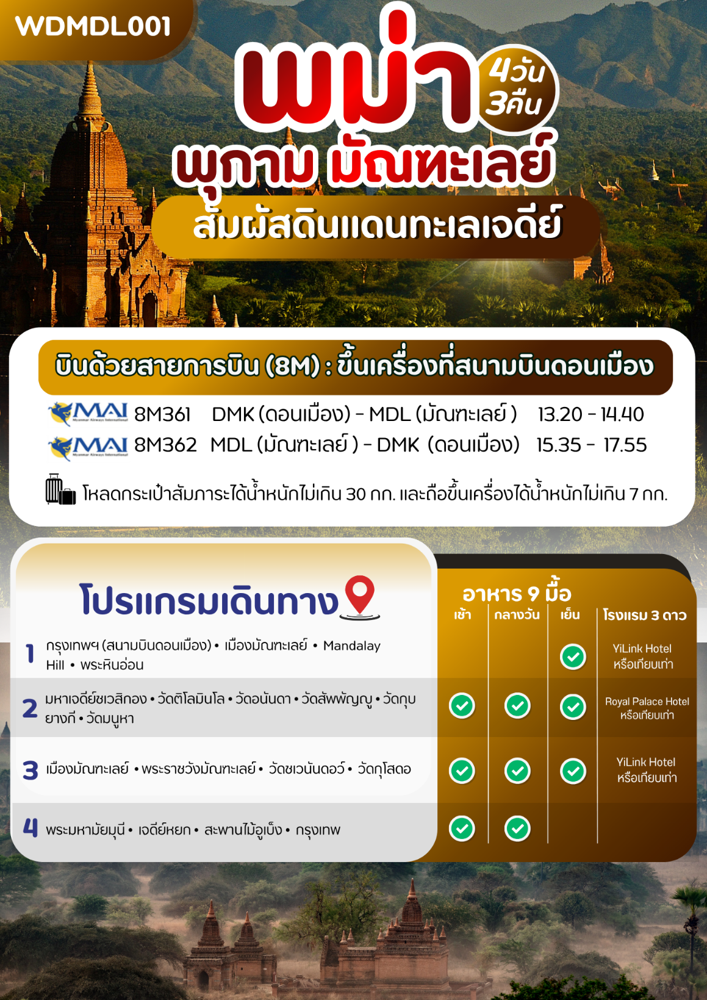 WDMDL001
พม่า
4วัน
3คืน
พุกาม มัณฑะเลย์
สัมผัสดินแดนทะเลเจดีย์
บินด้วยสายการบิน (8M) : ขึ้นเครื่องที่สนามบินดอนเมือง
MAI 8M361 DMK (ดอนเมือง) - MDL (มัณฑะเลย์ ) 13.20 - 14.40
Myanmar Airways International
MAI 8M362 MDL (มัณฑะเลย์ ) - DMK (ดอนเมือง) 15.35 - 17.55
Myanmar Airways International
โหลดกระเป๋าสัมภาระได้น้ำหนักไม่เกิน 30 กก. และถือขึ้นเครื่องได้น้ำหนักไม่เกิน 7 กก.
โปรแกรมเดินทาง
อาหาร 9 มื้อ
เช้า กลางวัน เย็น โรงแรม 3 ดาว
1 กรุงเทพฯ (สนามบินดอนเมือง) • เมืองมัณฑะเลย์ • Mandalay
Hill • พระหินอ่อน
YiLink Hotel
หรือเทียบเท่า
2 มหาเจดีย์ชเวสิกอง • วัดติโลมินโล • วัดอนันดา • วัดสัพพัญญู • วัดกุบ
ยางกี • วัดมนูหา
Royal Palace Hotel
หรือเทียบเท่า
3 เมืองมัณฑะเลย์ • พระราชวังมัณฑะเลย์ • วัดชเวนันดอว์ • วัดกุโสดอ
YiLink Hotel
หรือเทียบเท่า
4 พระมหามัยมุนี • เจดีย์หยก • สะพานไม้อูเบ็ง • กรุงเทพ